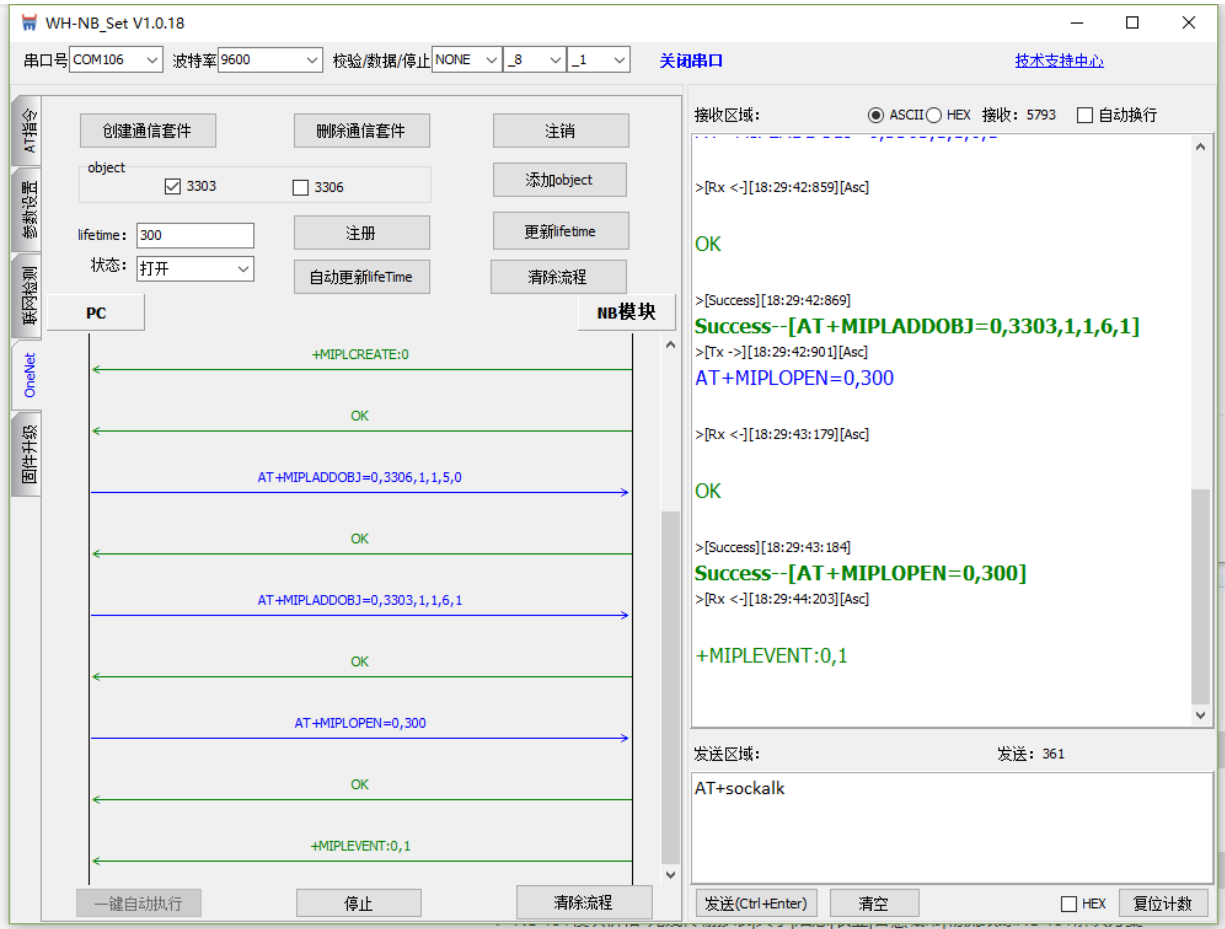 WH-NB_Set V1.0.18
串口号 COM106 波特率 9600 校验/数据/停止 NONE _8 _1 关闭串口 技术支持中心
AT指令
参数设置
联网检测
OneNet
固件升级
创建通信套件 删除通信套件 注销
object
3303 3306 添加object
lifetime: 300 注册 更新lifetime
状态: 打开 自动更新lifeTime 清除流程
PC NB模块
+MIPLCREATE:0
OK
AT+MIPLADDOBJ=0,3306,1,1,5,0
OK
AT+MIPLADDOBJ=0,3303,1,1,6,1
OK
AT+MIPLOPEN=0,300
OK
+MIPLEVENT:0,1
一键自动执行 停止 清除流程
接收区域: ASCII HEX 接收: 5793 自动换行
>[Rx <-][18:29:42:859][Asc]
OK
>[Success][18:29:42:869]
Success--[AT+MIPLADDOBJ=0,3303,1,1,6,1]
>[Tx ->][18:29:42:901][Asc]
AT+MIPLOPEN=0,300
>[Rx <-][18:29:43:179][Asc]
OK
>[Success][18:29:43:184]
Success--[AT+MIPLOPEN=0,300]
>[Rx <-][18:29:44:203][Asc]
+MIPLEVENT:0,1
发送区域: 发送: 361
AT+sockalk
发送(Ctrl+Enter) 清空 HEX 复位计数